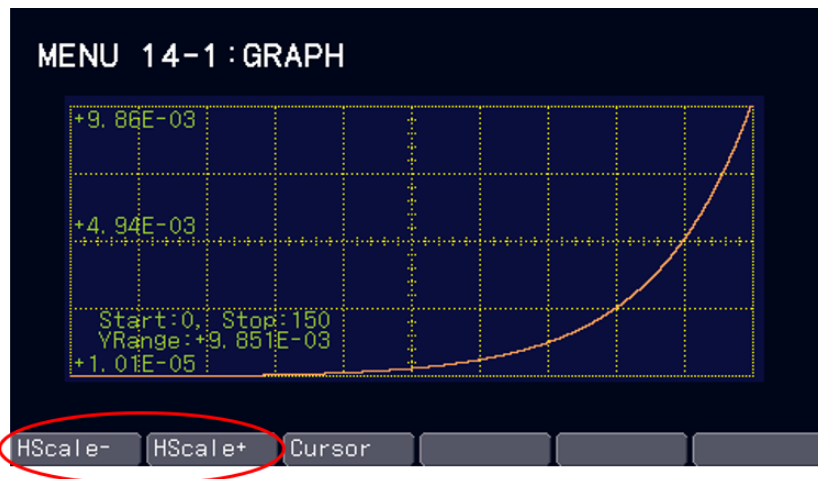 MENU 14-1:GRAPH
+9.86E-03
+4.94E-03
Start:0, Stop:150
YRange:+9.851E-03
+1.01E-05
HScale- HScale+ Cursor